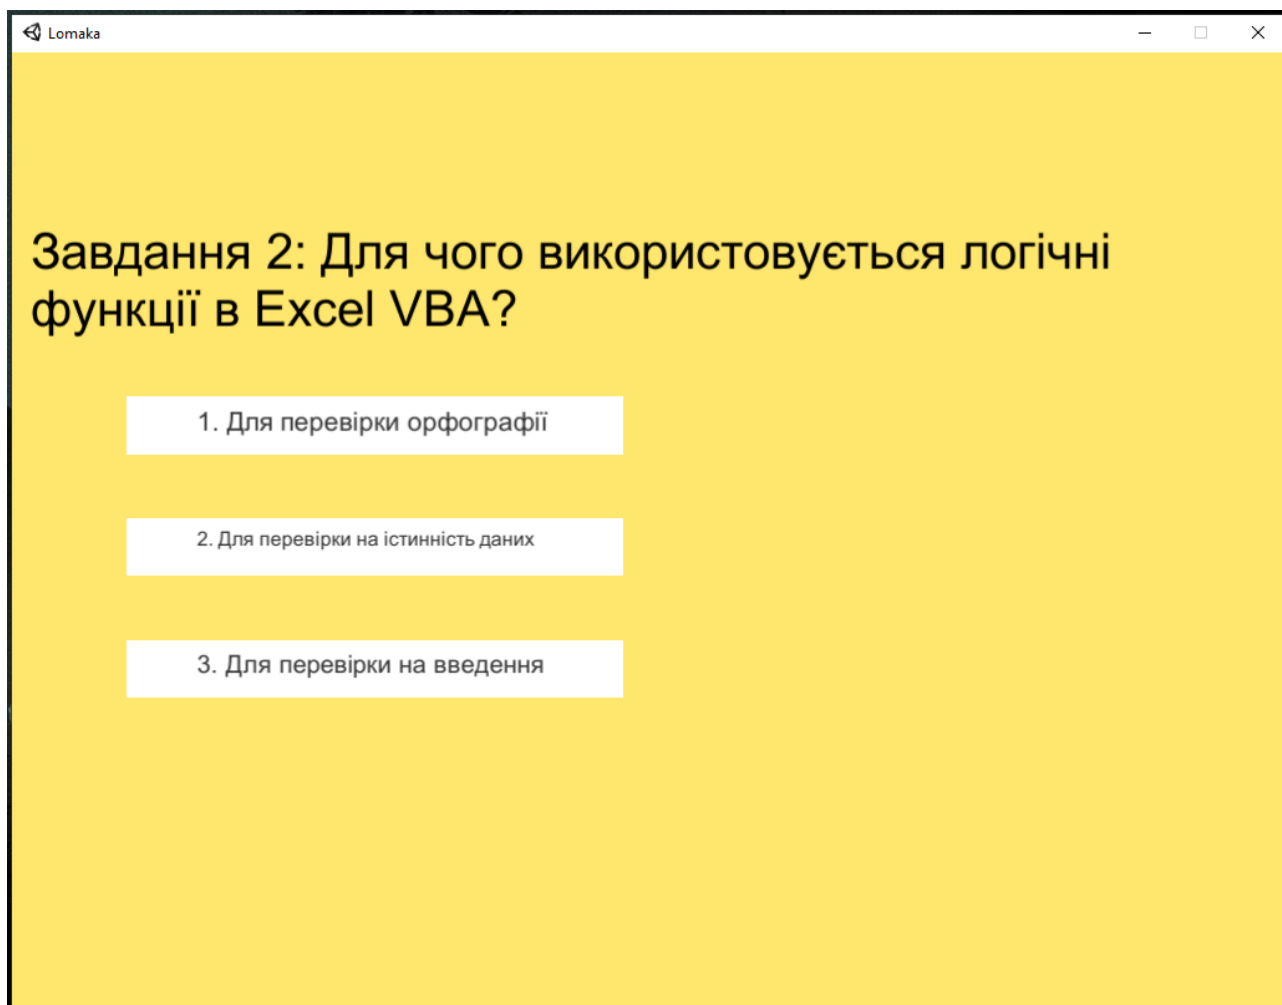 Lomaka
Завдання 2: Для чого використовується логічні
функції в Excel VBA?
1. Для перевірки орфографії
2. Для перевірки на істинність даних
3. Для перевірки на введення